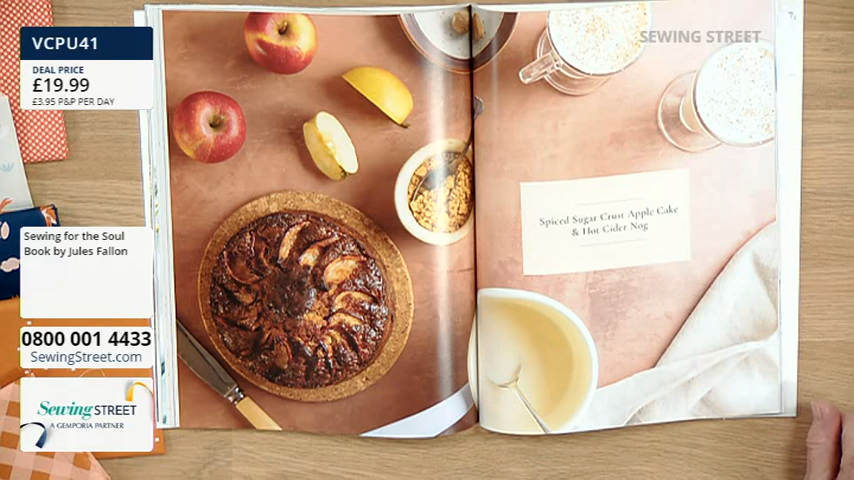 VCPU41
DEAL PRICE
£19.99
£3.95 P&P PER DAY
Sewing for the Soul
Book by Jules Fallon
0800 001 4433
SewingStreet.com
Sewing STREET
A GEMPORIA PARTNER
SEWING STREET
Spiced Sugar Crust Apple Cake
& Hot Cider Nog